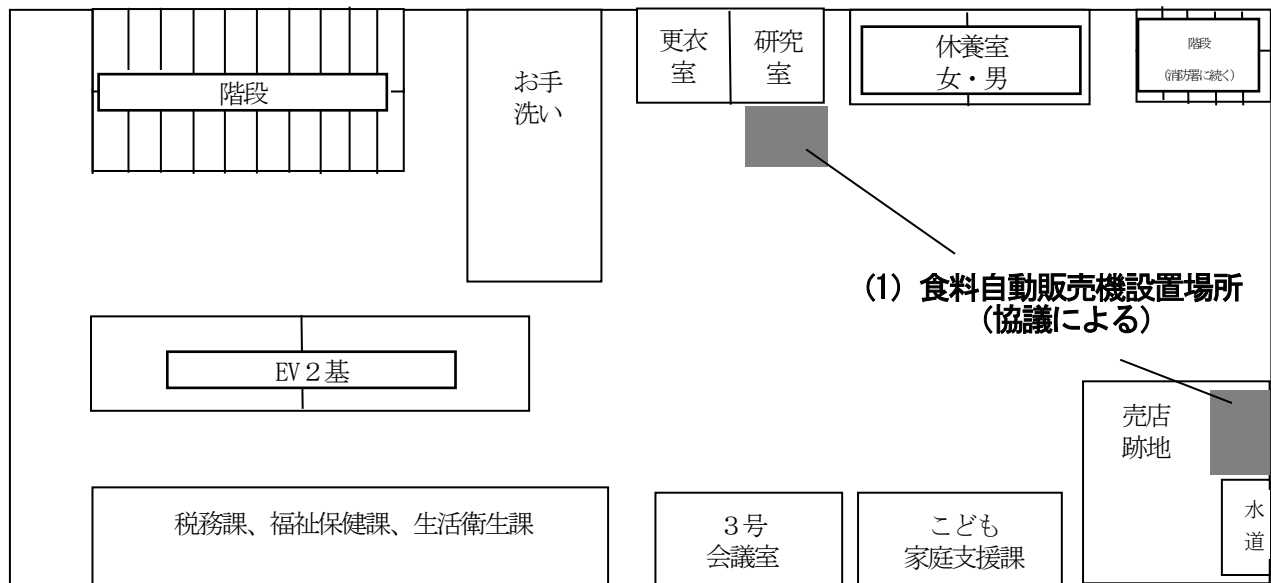 階段
お手
洗い
更衣
室
研究
室
休養室
女・男
階段
(消防署に続く)
(1) 食料自動販売機設置場所
(協議による)
EV２基
売店
跡地
水
道
税務課、福祉保健課、生活衛生課
３号
会議室
こども
家庭支援課